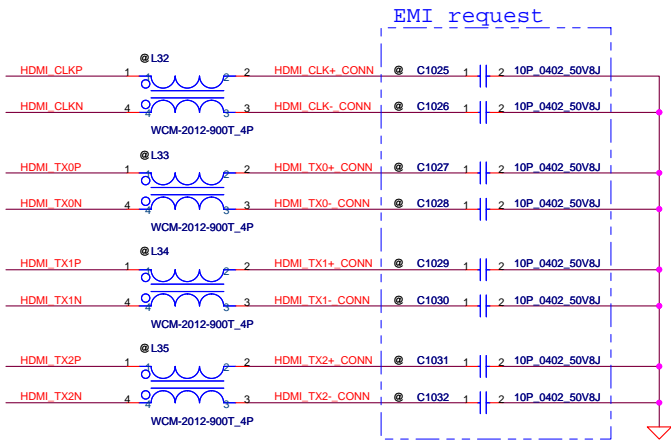 EMI request
@ L32
HDMI_CLKP 1 1 2 2 HDMI_CLK+_CONN @ C1025 1 2 10P_0402_50V8J
HDMI_CLKN 4 4 3 3 HDMI_CLK-_CONN @ C1026 1 2 10P_0402_50V8J
WCM-2012-900T_4P
@ L33
HDMI_TX0P 1 1 2 2 HDMI_TX0+_CONN @ C1027 1 2 10P_0402_50V8J
HDMI_TX0N 4 4 3 3 HDMI_TX0-_CONN @ C1028 1 2 10P_0402_50V8J
WCM-2012-900T_4P
@ L34
HDMI_TX1P 1 1 2 2 HDMI_TX1+_CONN @ C1029 1 2 10P_0402_50V8J
HDMI_TX1N 4 4 3 3 HDMI_TX1-_CONN @ C1030 1 2 10P_0402_50V8J
WCM-2012-900T_4P
@ L35
HDMI_TX2P 1 1 2 2 HDMI_TX2+_CONN @ C1031 1 2 10P_0402_50V8J
HDMI_TX2N 4 4 3 3 HDMI_TX2-_CONN @ C1032 1 2 10P_0402_50V8J
WCM-2012-900T_4P